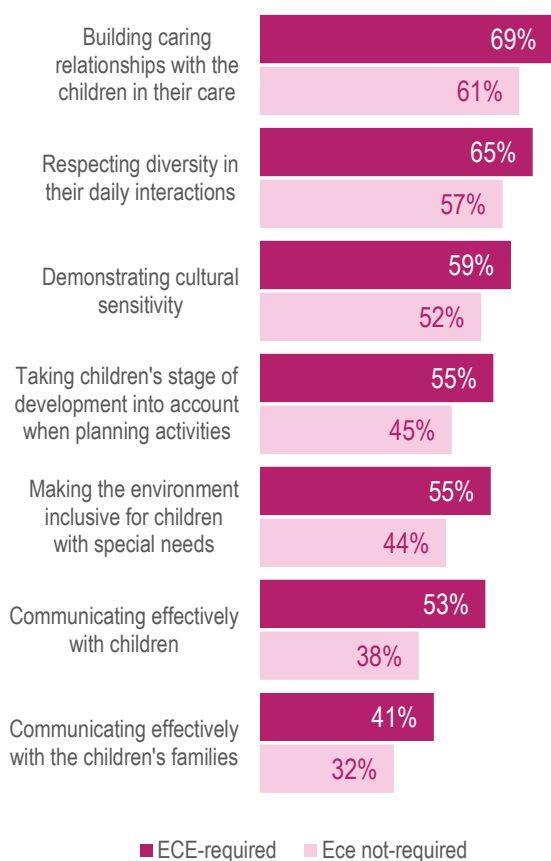 Building caring
relationships with the
children in their care
69%
61%
Respecting diversity in
their daily interactions
65%
57%
Demonstrating cultural
sensitivity
59%
52%
Taking children's stage of
development into account
when planning activities
55%
45%
Making the environment
inclusive for children
with special needs
55%
44%
Communicating effectively
with children
53%
38%
Communicating effectively
with the children's families
41%
32%
ECE-required Ece not-required